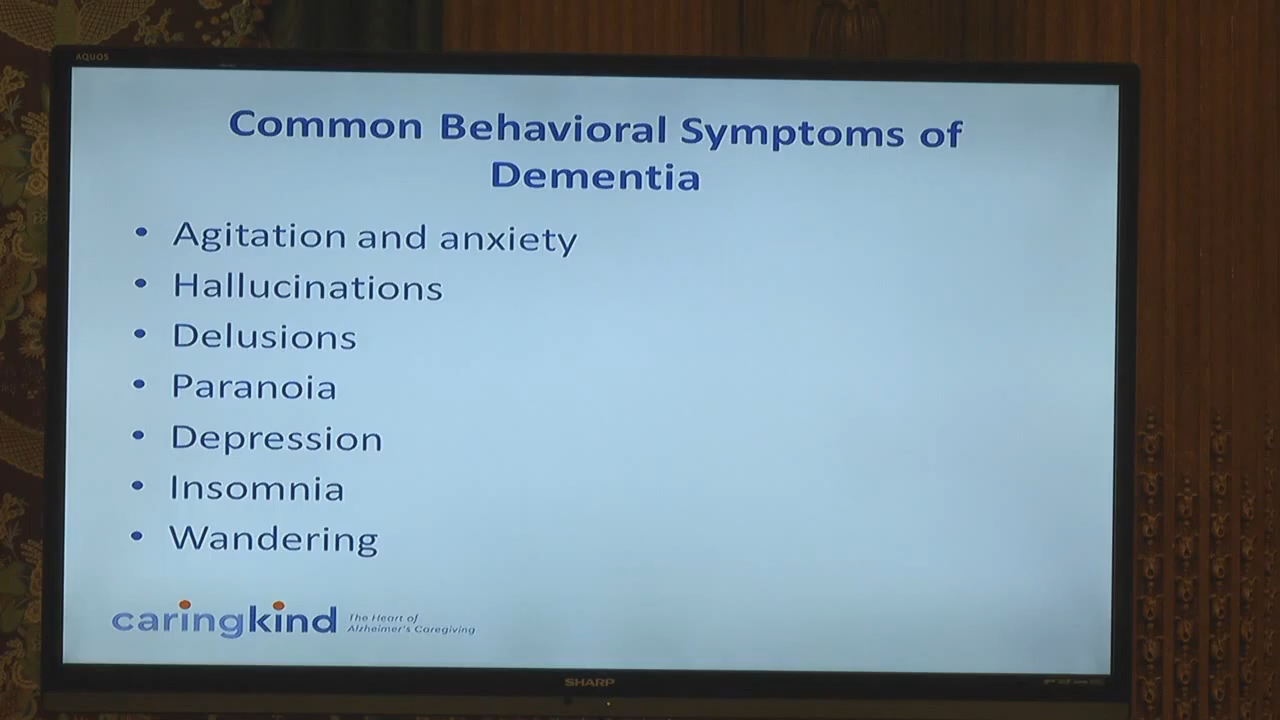 AQUOS
Common Behavioral Symptoms of
Dementia
• Agitation and anxiety
• Hallucinations
• Delusions
• Paranoia
• Depression
• Insomnia
• Wandering
caringkind The Heart of
Alzheimer's Caregiving
SHARP